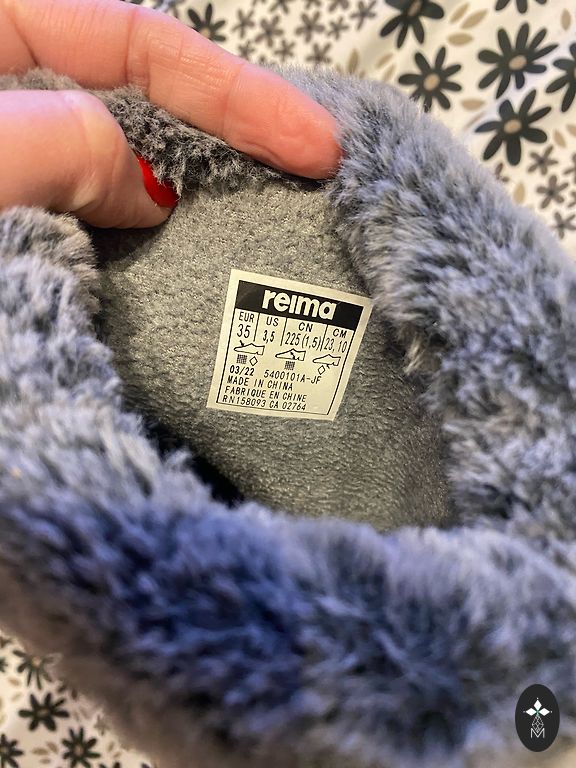 reima
EUR US CN CM
35 3,5 225(1,5) 23,10
03/22 5400101A-JF
MADE IN CHINA
FABRIQUE EN CHINE
RN158093 CA 02764
M